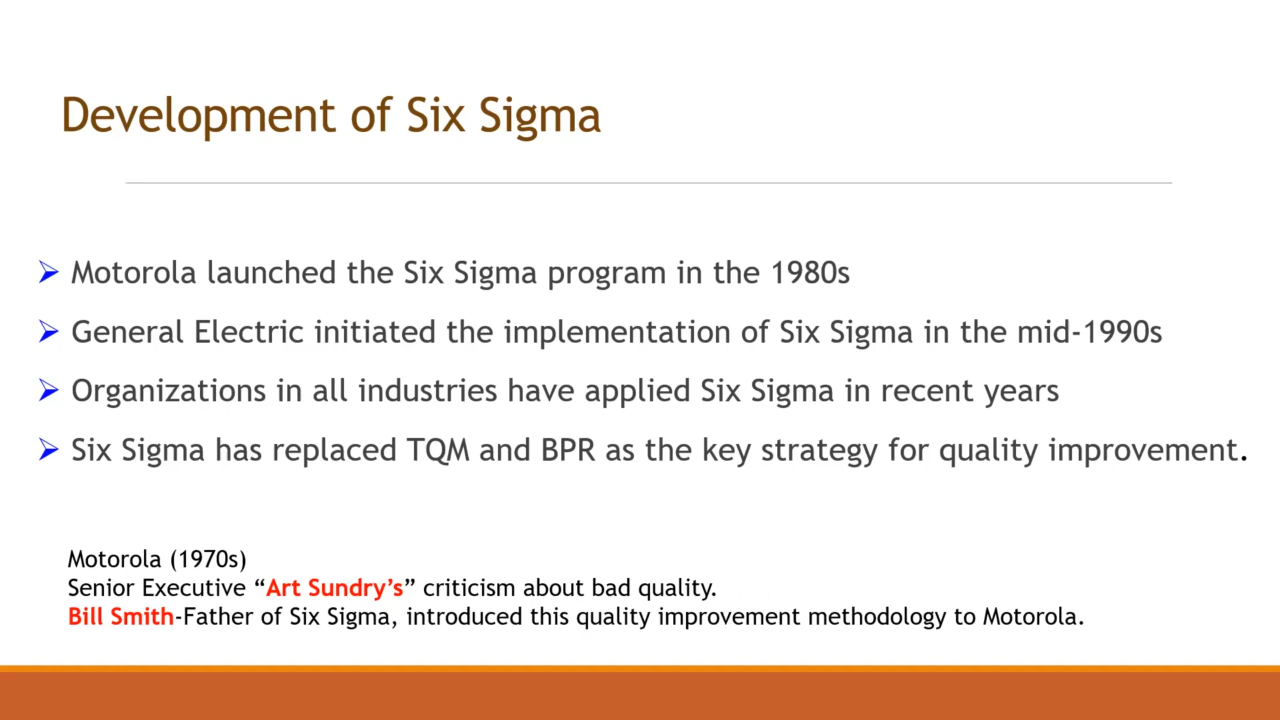 Development of Six Sigma
Motorola launched the Six Sigma program in the 1980s
General Electric initiated the implementation of Six Sigma in the mid-1990s
Organizations in all industries have applied Six Sigma in recent years
Six Sigma has replaced TQM and BPR as the key strategy for quality improvement.
Motorola (1970s)
Senior Executive “Art Sundry’s” criticism about bad quality.
Bill Smith-Father of Six Sigma, introduced this quality improvement methodology to Motorola.